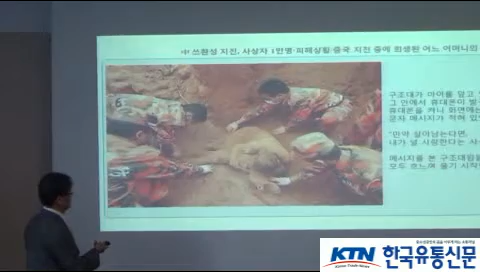 中 쓰촨성 지진, 사상자 1만명·피해상황·중국 지진 중에 희생된 어느 어머니의
구조대가 아이를 덮고
그 안에서 휴대폰이
휴대폰을 켜니 화면에는
문자 메시지가 적혀
"만약 살아남는다면,
내가 널 사랑한다는
메시지를 본 구조대원들
모두 흐느껴 울기 시작
KTN 한국유통신문
Korea Trade News